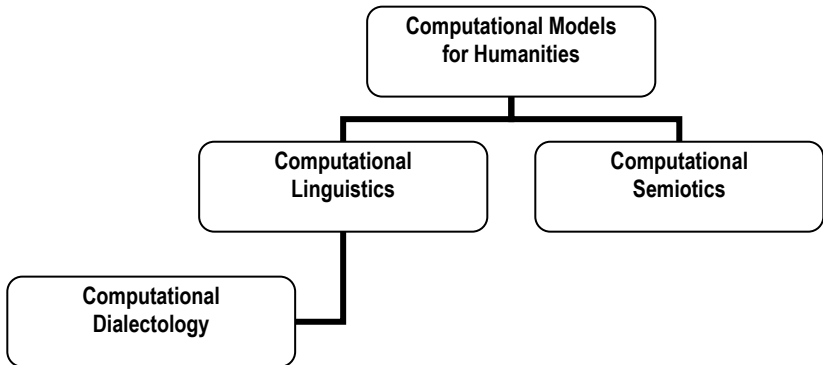 Computational Models
for Humanities
Computational
Linguistics
Computational
Semiotics
Computational
Dialectology